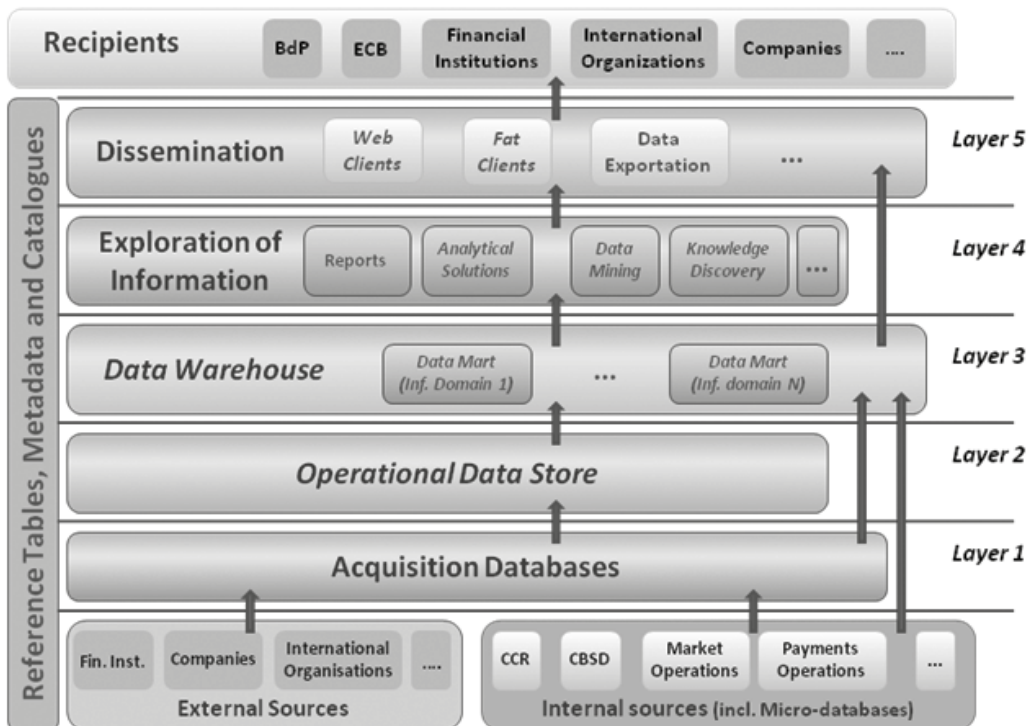 Recipients
BdP
ECB
Financial
Institutions
International
Organizations
Companies
....
Reference Tables, Metadata and Catalogues
Dissemination
Web
Clients
Fat
Clients
Data
Exportation
...
Layer 5
Exploration of
Information
Reports
Analytical
Solutions
Data
Mining
Knowledge
Discovery
...
Layer 4
Data Warehouse
Data Mart
(Inf. Domain 1)
...
Data Mart
(Inf. domain N)
Layer 3
Operational Data Store
Layer 2
Acquisition Databases
Layer 1
Fin. Inst.
Companies
International
Organisations
....
External Sources
CCR
CBSD
Market
Operations
Payments
Operations
...
Internal sources (incl. Micro-databases)